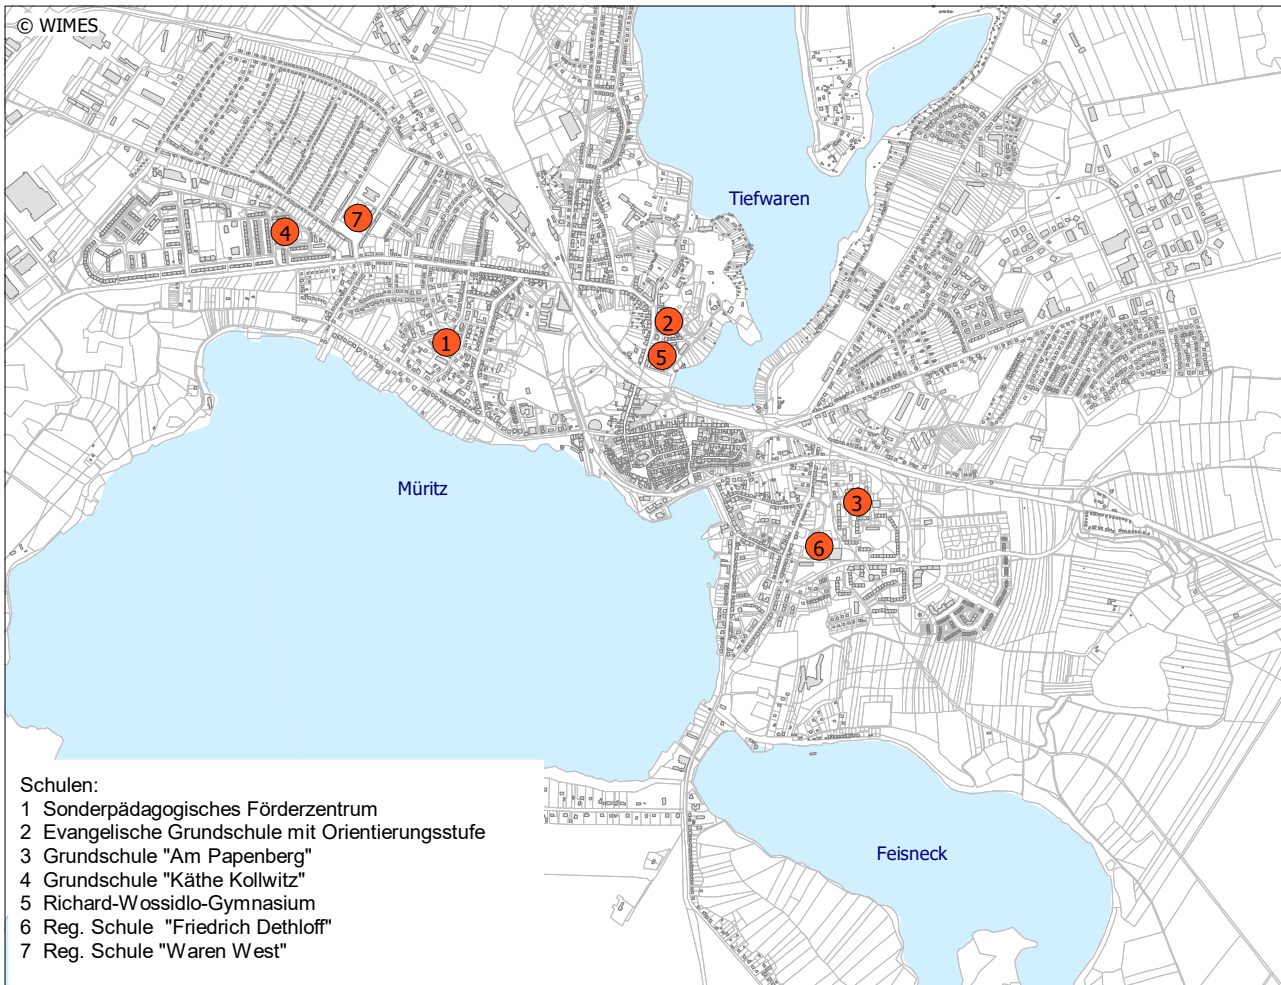 © WIMES
Tiefwaren
7
4
2
1
5
Müritz
3
6
Schulen:
1 Sonderpädagogisches Förderzentrum
2 Evangelische Grundschule mit Orientierungsstufe
3 Grundschule "Am Papenberg"
4 Grundschule "Käthe Kollwitz"
5 Richard-Wossidlo-Gymnasium
6 Reg. Schule "Friedrich Dethloff"
7 Reg. Schule "Waren West"
Feisneck